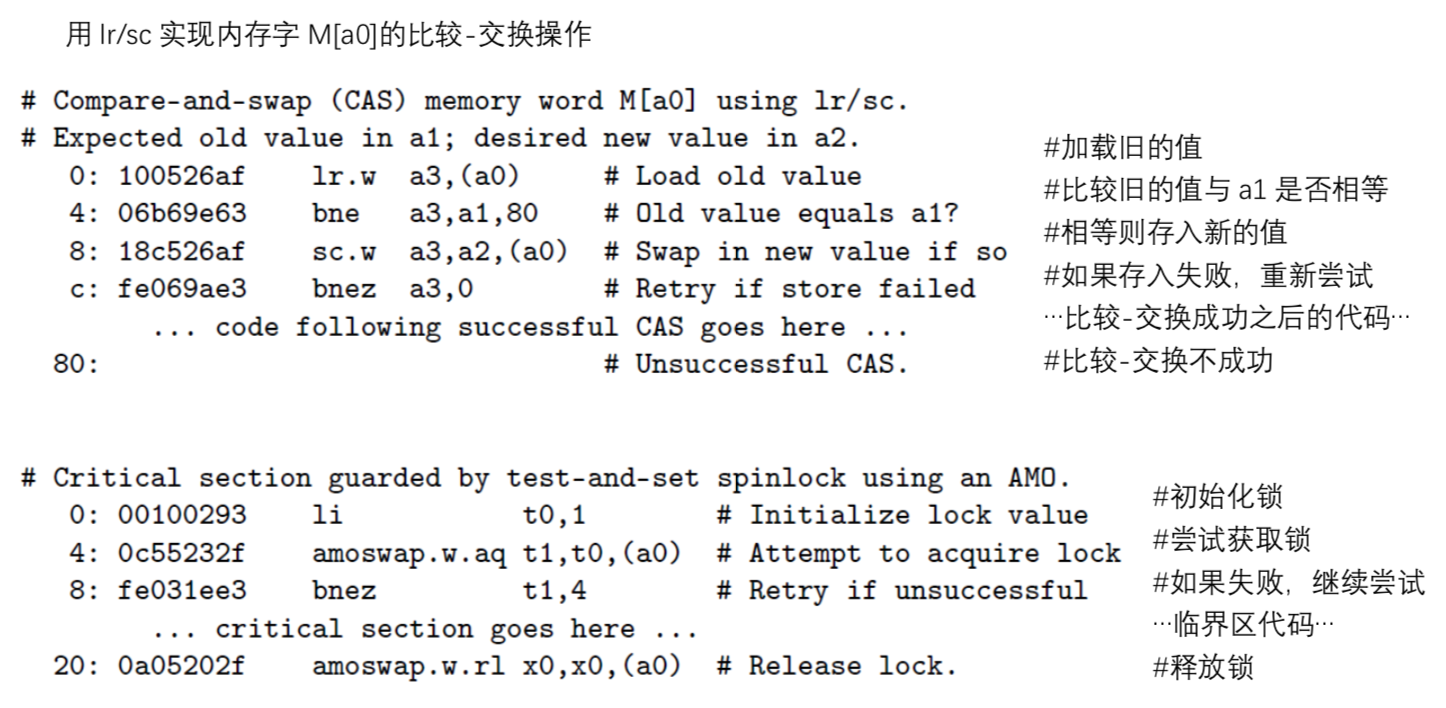 用 lr/sc 实现内存字 M[a0]的比较-交换操作
# Compare-and-swap (CAS) memory word M[a0] using lr/sc.
# Expected old value in a1; desired new value in a2.
0: 100526af lr.w a3,(a0) # Load old value
4: 06b69e63 bne a3,a1,80 # Old value equals a1?
8: 18c526af sc.w a3,a2,(a0) # Swap in new value if so
c: fe069ae3 bnez a3,0 # Retry if store failed
... code following successful CAS goes here ...
80: # Unsuccessful CAS.
#加载旧的值
#比较旧的值与 a1 是否相等
#相等则存入新的值
#如果存入失败，重新尝试
…比较-交换成功之后的代码…
#比较-交换不成功
# Critical section guarded by test-and-set spinlock using an AMO.
0: 00100293 li t0,1 # Initialize lock value
4: 0c55232f amoswap.w.aq t1,t0,(a0) # Attempt to acquire lock
8: fe031ee3 bnez t1,4 # Retry if unsuccessful
... critical section goes here ...
20: 0a05202f amoswap.w.rl x0,x0,(a0) # Release lock.
#初始化锁
#尝试获取锁
#如果失败，继续尝试
…临界区代码…
#释放锁